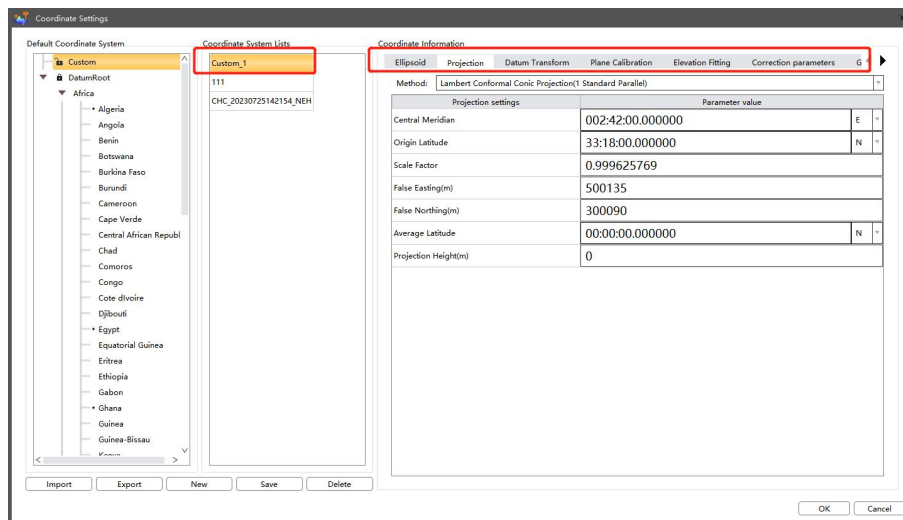 Coordinate Settings
Default Coordinate System
Custom
DatumRoot
Africa
Algeria
Angola
Benin
Botswana
Burkina Faso
Burundi
Cameroon
Cape Verde
Central African Republ
Chad
Comoros
Congo
Cote dIvoire
Djibouti
Egypt
Equatorial Guinea
Eritrea
Ethiopia
Gabon
Ghana
Guinea
Guinea-Bissau
Kenya
Coordinate System Lists
Custom_1
111
CHC_20230725142154_NEH
Coordinate Information
Ellipsoid Projection Datum Transform Plane Calibration Elevation Fitting Correction parameters G
Method: Lambert Conformal Conic Projection(1 Standard Parallel)
Projection settings Parameter value
Central Meridian 002:42:00.000000 E
Origin Latitude 33:18:00.000000 N
Scale Factor 0.999625769
False Easting(m) 500135
False Northing(m) 300090
Average Latitude 00:00:00.000000 N
Projection Height(m) 0
Import Export New Save Delete
OK Cancel